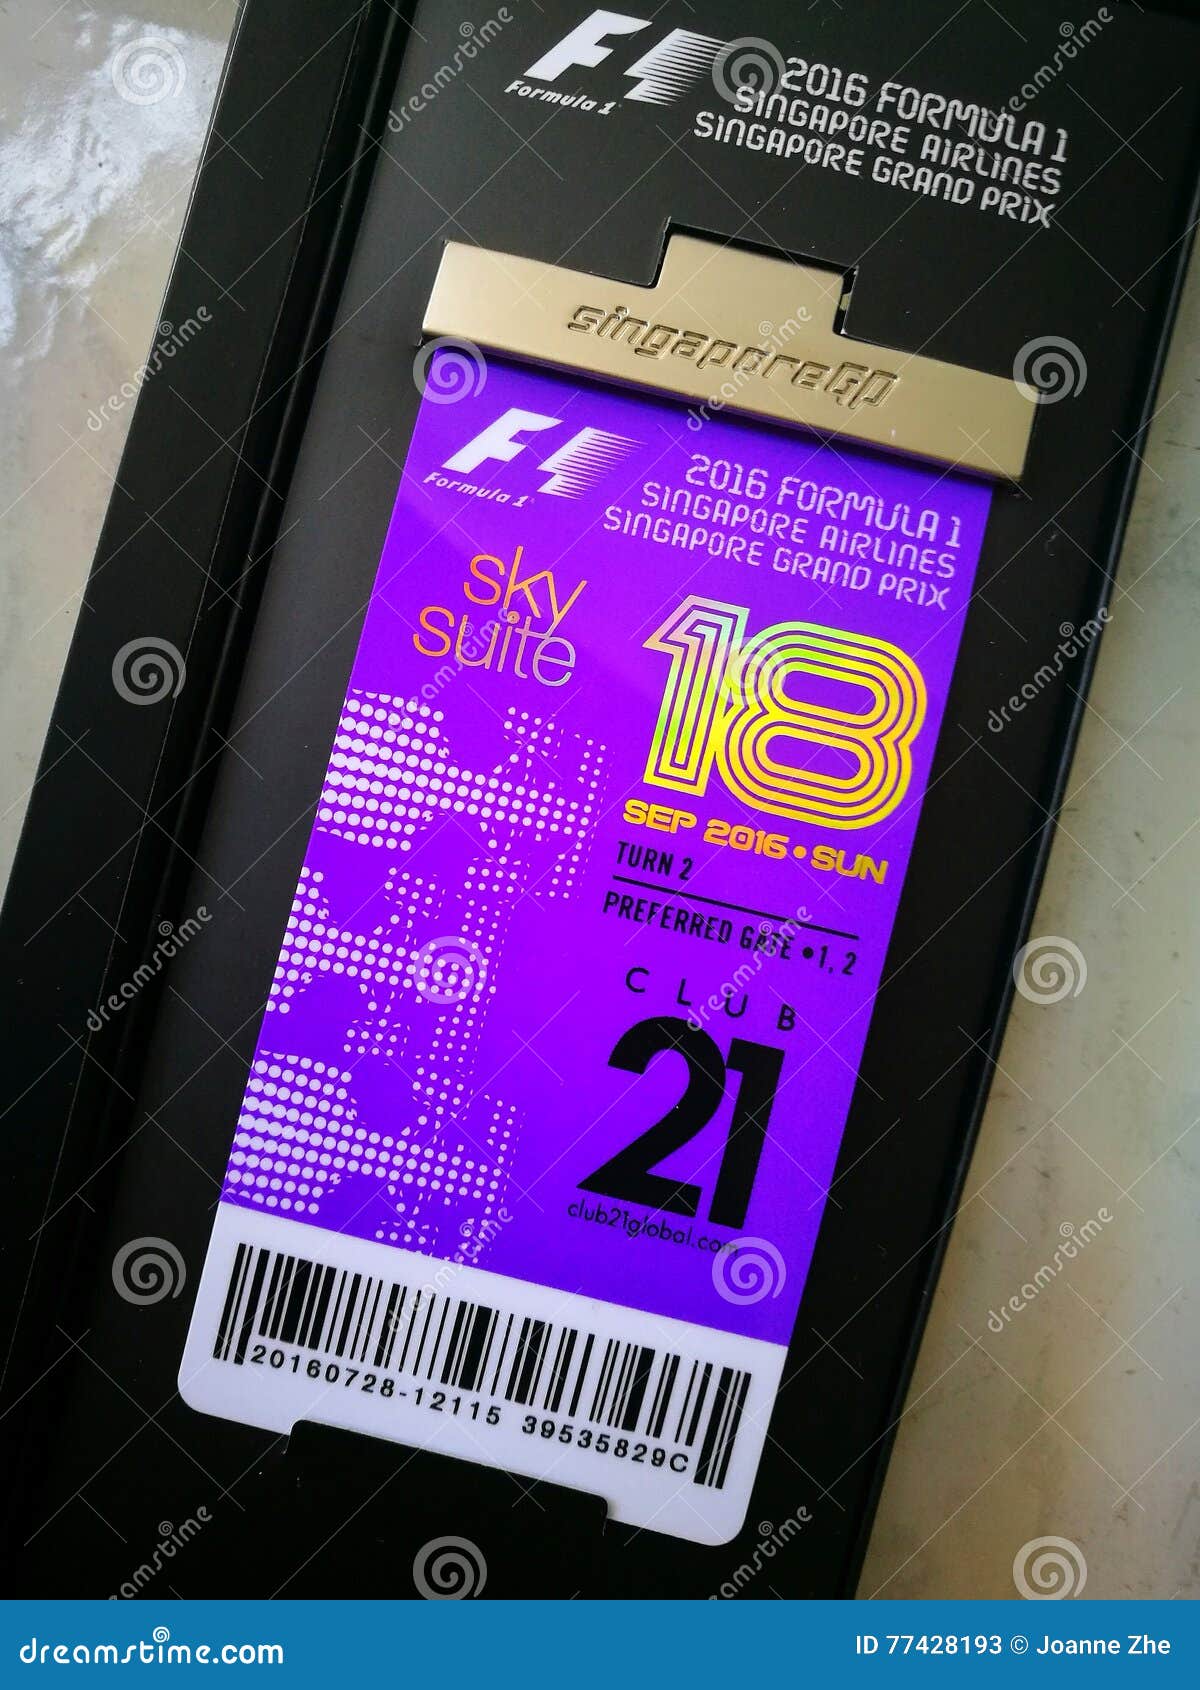 F1
Formula 1
2016 FORMULA 1
SINGAPORE AIRLINES
SINGAPORE GRAND PRIX
singaporeGP
F1
Formula 1
2016 FORMULA 1
SINGAPORE AIRLINES
SINGAPORE GRAND PRIX
sky
suite
18
SEP 2016 • SUN
TURN 2
PREFERRED GATE • 1, 2
CLUB
21
club21global.com
20160728-12115 39535829C
dreamstime.com
ID 77428193 © Joanne Zhe